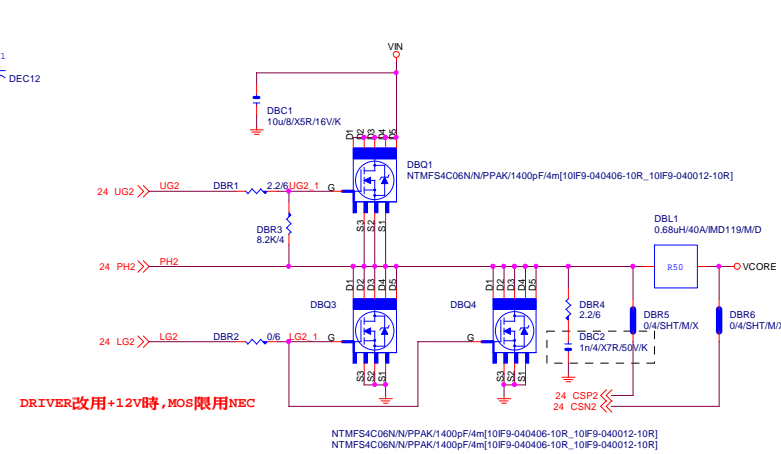 1
DEC12
VIN
DBC1
10u/8/X5R/16V/K
D1
D2
D3
D4
D5
DBQ1
NTMFS4C06N/N/PPAK/1400pF/4m[10IF9-040406-10R_10IF9-040012-10R]
24 UG2
UG2
DBR1
2.2/6
UG2_1
G
S3
S2
S1
DBR3
8.2K/4
DBL1
0.68uH/40A/IMD119/M/D
24 PH2
PH2
R50
VCORE
D1
D2
D3
D4
D5
D1
D2
D3
D4
D5
DBQ3
DBQ4
DBR4
2.2/6
DBR5
0/4/SHT/M/X
DBR6
0/4/SHT/M/X
24 LG2
LG2
DBR2
0/6
LG2_1
G
G
DBC2
1n/4/X7R/50V/K
S3
S2
S1
S3
S2
S1
24 CSP2
24 CSN2
DRIVER改用+12V時,MOS限用NEC
NTMFS4C06N/N/PPAK/1400pF/4m[10IF9-040406-10R_10IF9-040012-10R]
NTMFS4C06N/N/PPAK/1400pF/4m[10IF9-040406-10R_10IF9-040012-10R]